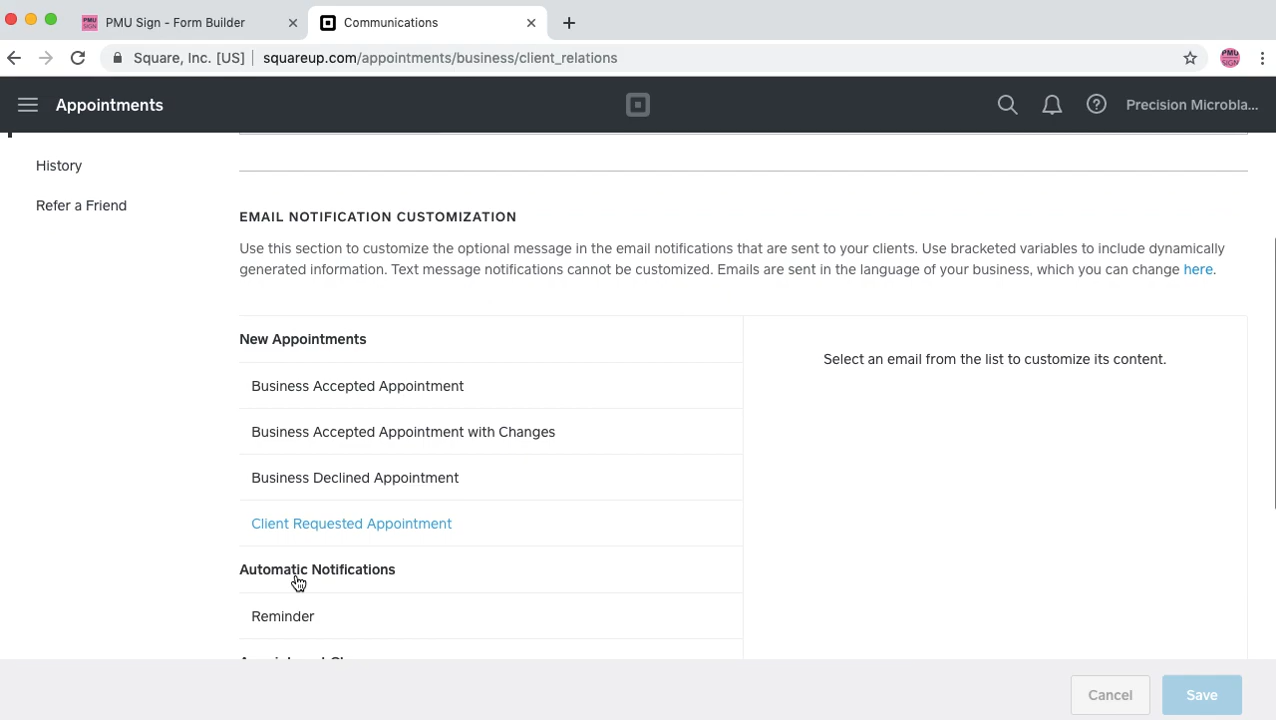 PMU Sign - Form Builder
Communications
Square, Inc. [US] squareup.com/appointments/business/client_relations
PMU SIGN
Appointments
Precision Microbla...
History
Refer a Friend
EMAIL NOTIFICATION CUSTOMIZATION
Use this section to customize the optional message in the email notifications that are sent to your clients. Use bracketed variables to include dynamically
generated information. Text message notifications cannot be customized. Emails are sent in the language of your business, which you can change here.
New Appointments
Select an email from the list to customize its content.
Business Accepted Appointment
Business Accepted Appointment with Changes
Business Declined Appointment
Client Requested Appointment
Automatic Notifications
Reminder
Cancel
Save